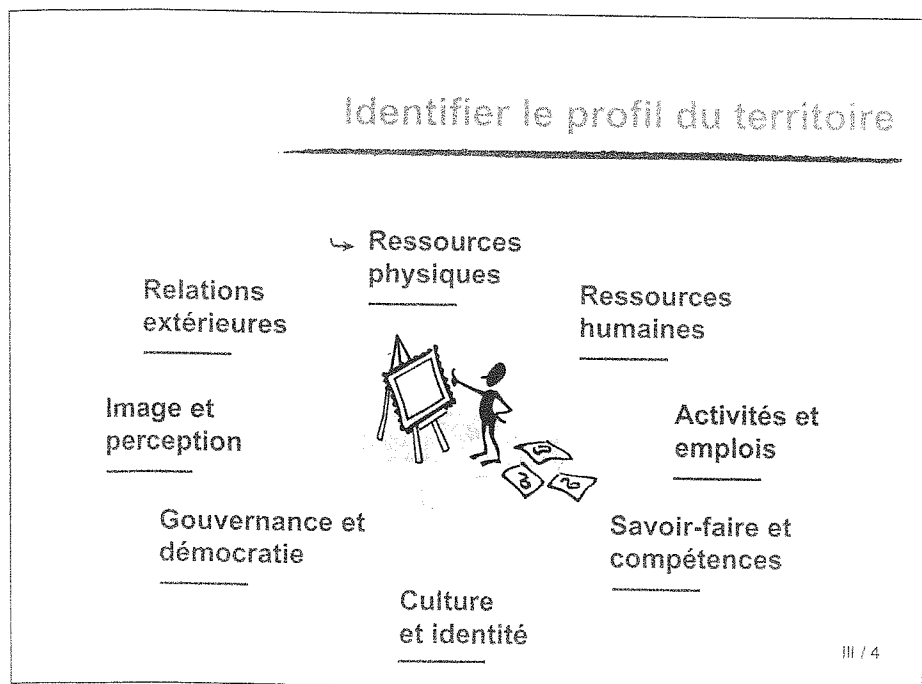 Identifier le profil du territoire
Ressources
physiques
Ressources
humaines
Activités et
emplois
Savoir-faire et
compétences
Culture
et identité
Gouvernance et
démocratie
Image et
perception
Relations
extérieures
III / 4